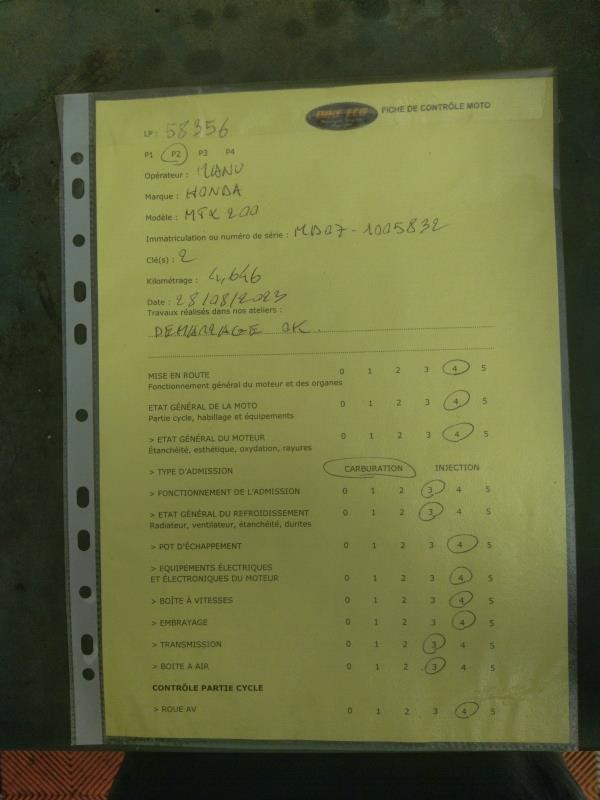 BIKE-ECO
FICHE DE CONTRÔLE MOTO
LP : 58356
P1 P2 P3 P4
Opérateur : MANU
Marque : HONDA
Modèle : MTX 200
Immatriculation ou numéro de série : MD07-1005832
Clé(s) : 2
Kilométrage : 4,646
Date : 28/08/2023
Travaux réalisés dans nos ateliers :
DEMARRAGE OK.
MISE EN ROUTE 0 1 2 3 4 5
Fonctionnement général du moteur et des organes
ETAT GÉNÉRAL DE LA MOTO 0 1 2 3 4 5
Partie cycle, habillage et équipements
> ETAT GÉNÉRAL DU MOTEUR 0 1 2 3 4 5
Étanchéité, esthétique, oxydation, rayures
> TYPE D'ADMISSION CARBURATION INJECTION
> FONCTIONNEMENT DE L'ADMISSION 0 1 2 3 4 5
> ETAT GÉNÉRAL DU REFROIDISSEMENT 0 1 2 3 4 5
Radiateur, ventilateur, étanchéité, durites
> POT D'ÉCHAPPEMENT 0 1 2 3 4 5
> EQUIPEMENTS ÉLECTRIQUES
ET ÉLECTRONIQUES DU MOTEUR 0 1 2 3 4 5
> BOÎTE À VITESSES 0 1 2 3 4 5
> EMBRAYAGE 0 1 2 3 4 5
> TRANSMISSION 0 1 2 3 4 5
> BOITE A AIR 0 1 2 3 4 5
CONTRÔLE PARTIE CYCLE
> ROUE AV 0 1 2 3 4 5